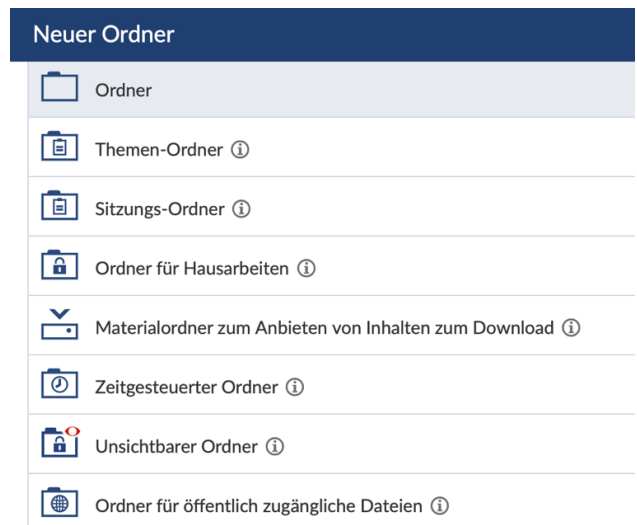 Neuer Ordner
Ordner
Themen-Ordner
Sitzungs-Ordner
Ordner für Hausarbeiten
Materialordner zum Anbieten von Inhalten zum Download
Zeitgesteuerter Ordner
Unsichtbarer Ordner
Ordner für öffentlich zugängliche Dateien